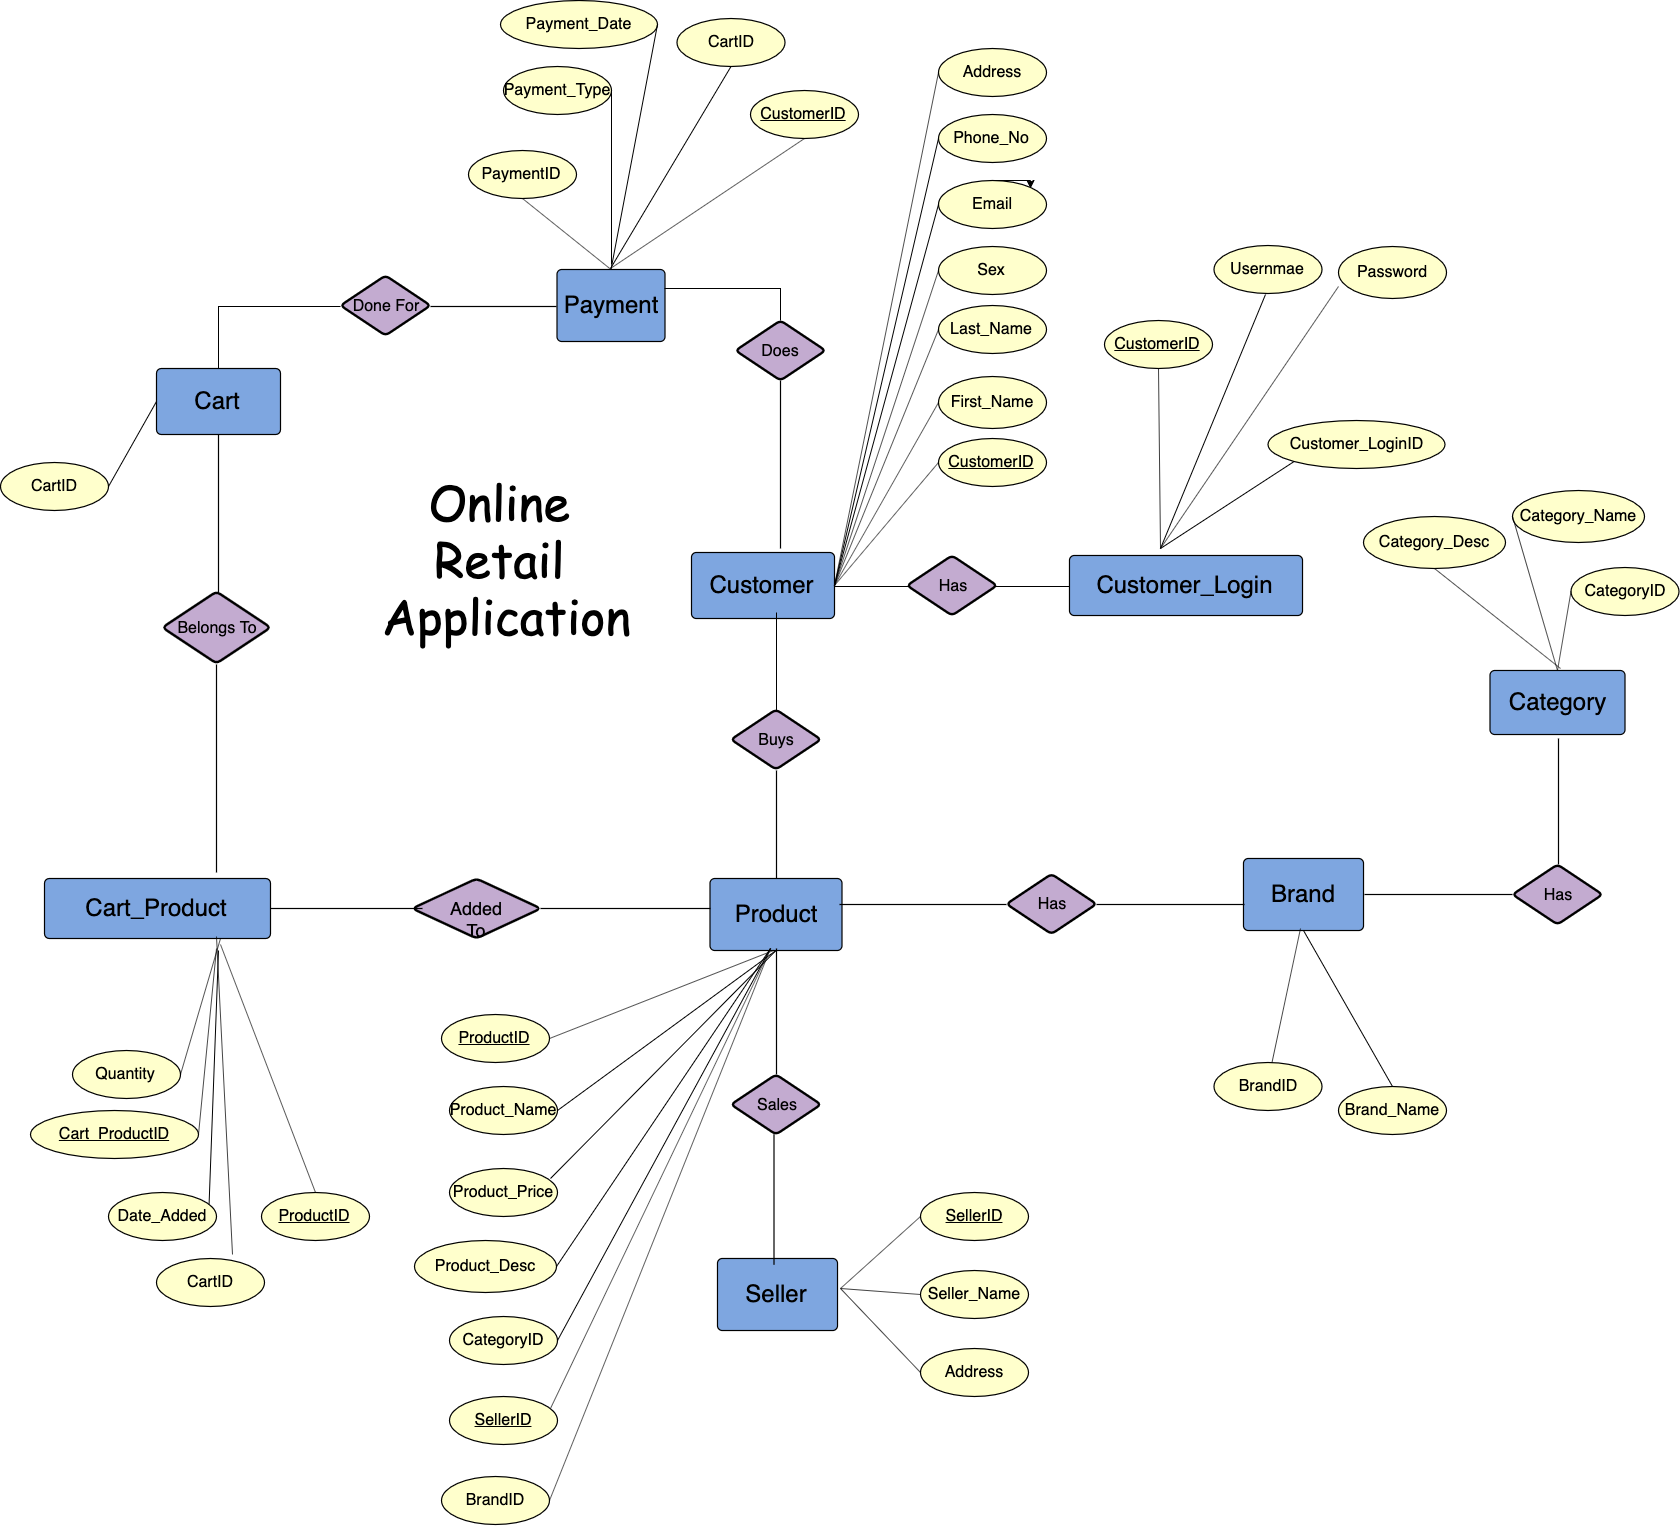 Payment_Date
CartID
Payment_Type
CustomerID
PaymentID
Address
Phone_No
Email
Sex
Last_Name
First_Name
CustomerID
Usernmae
Password
CustomerID
Customer_LoginID
Done For
Payment
Does
Cart
CartID
Online
Retail
Application
Category_Name
Category_Desc
CategoryID
Customer
Has
Customer_Login
Belongs To
Category
Buys
Cart_Product
Added
To
Product
Has
Brand
Has
Quantity
Cart_ProductID
Date_Added
ProductID
CartID
ProductID
Product_Name
Product_Price
Product_Desc
CategoryID
SellerID
BrandID
Sales
BrandID
Brand_Name
Seller
SellerID
Seller_Name
Address